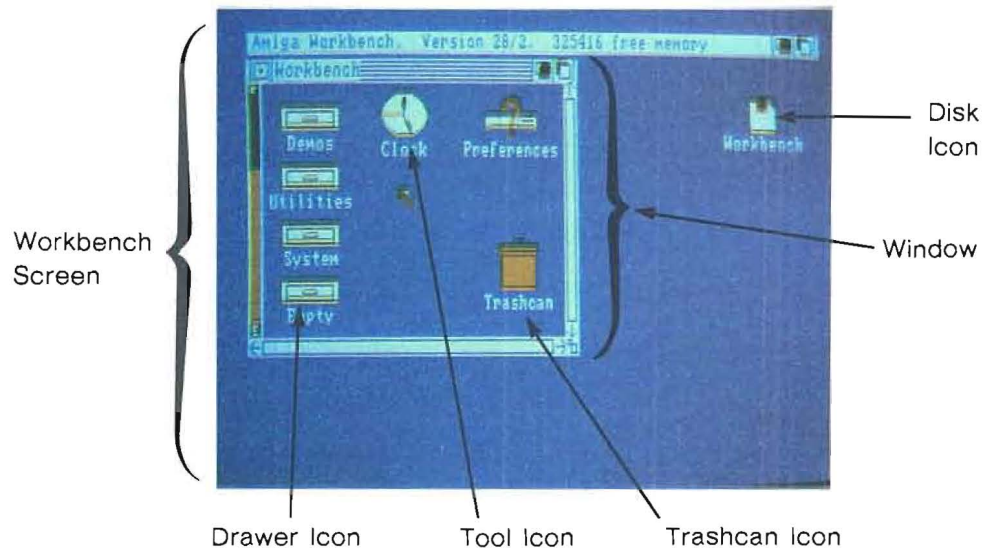 Amiga Workbench. Version 28/2. 325416 free memory
Workbench
Demos
Clock
Preferences
Workbench
Disk
Icon
Utilities
Workbench
Screen
System
Window
Empty
Trashcan
Drawer Icon
Tool Icon
Trashcan Icon